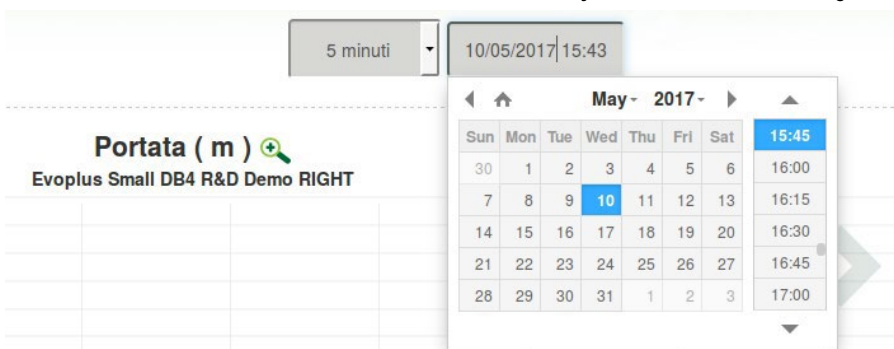 5 minuti 10/05/2017 15:43
May 2017
Sun Mon Tue Wed Thu Fri Sat 15:45
30 1 2 3 4 5 6 16:00
7 8 9 10 11 12 13 16:15
14 15 16 17 18 19 20 16:30
21 22 23 24 25 26 27 16:45
28 29 30 31 1 2 3 17:00
Portata ( m )
Evoplus Small DB4 R&D Demo RIGHT